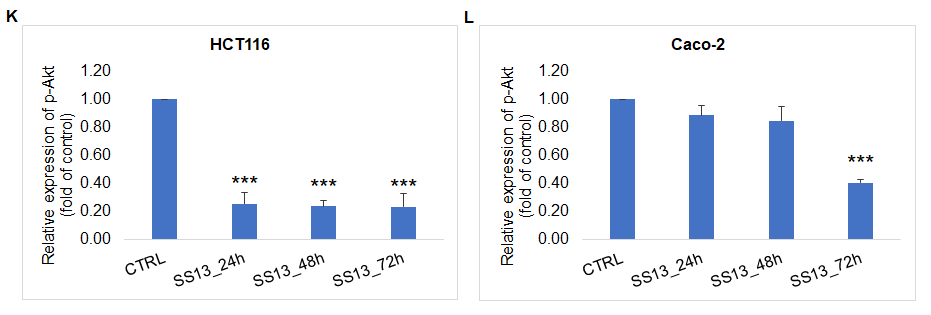 K
HCT116
Relative expression of p-Akt
(fold of control)
1.20
1.00
0.80
0.60
0.40
0.20
0.00
***
***
***
CTRL
SS13_24h
SS13_48h
SS13_72h
L
Caco-2
Relative expression of p-Akt
(fold of control)
1.20
1.00
0.80
0.60
0.40
0.20
0.00
***
CTRL
SS13_24h
SS13_48h
SS13_72h